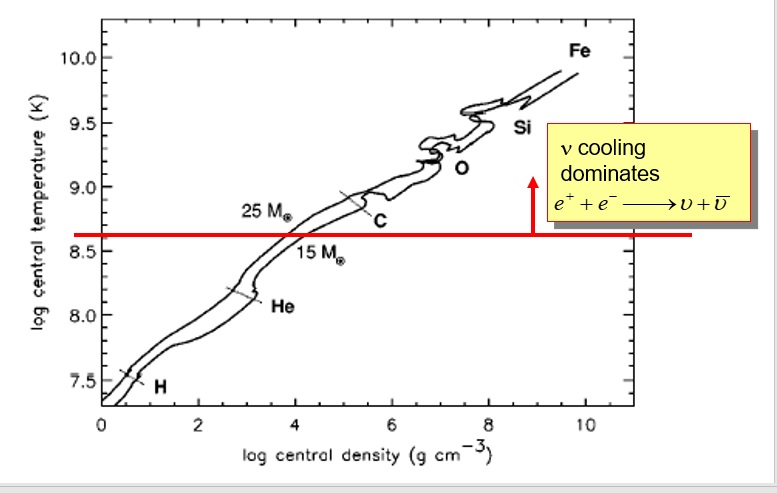 10.0
9.5
9.0
8.5
8.0
7.5
log central temperature (K)
Fe
Si
O
C
He
H
25 M⊛
15 M⊛
ν cooling
dominates
e⁺ + e⁻ ⟶ υ + ῡ
0 2 4 6 8 10
log central density (g cm⁻³)